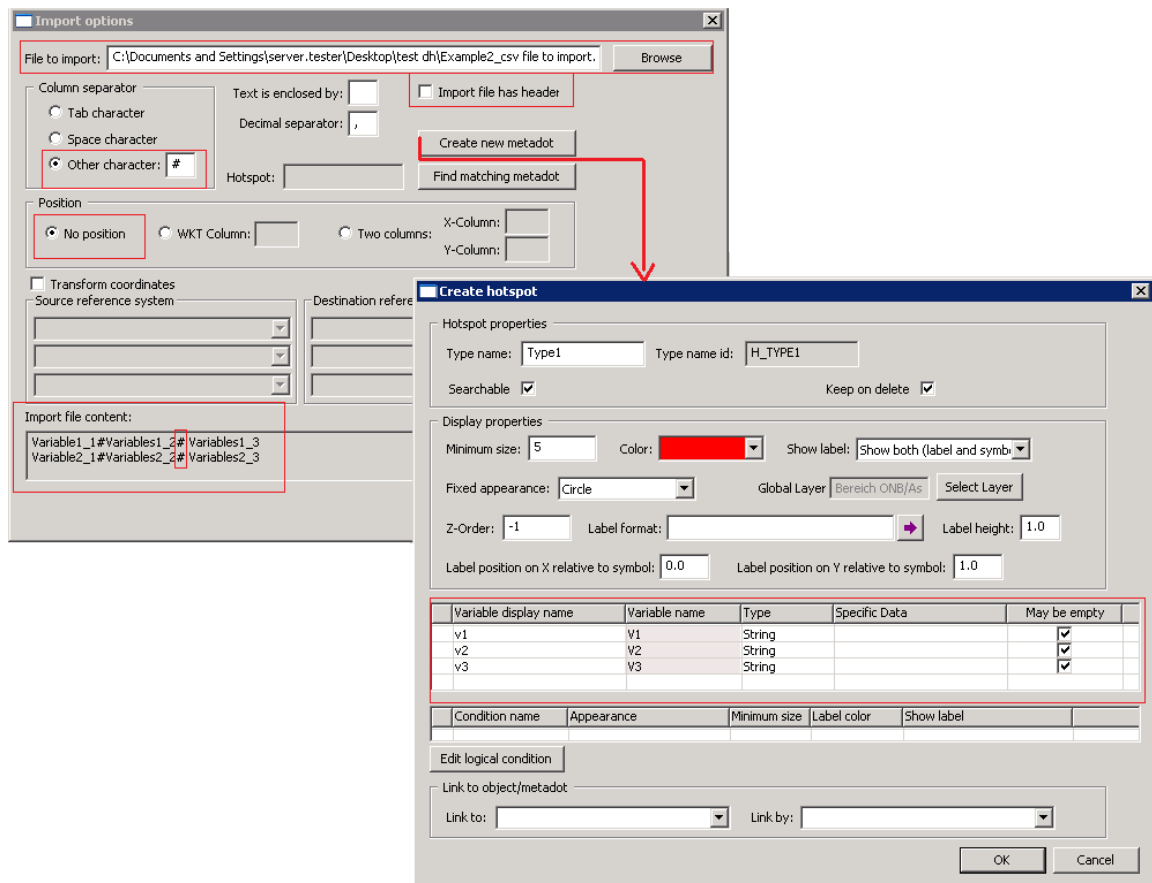 Import options
File to import: C:\Documents and Settings\server.tester\Desktop\test dh\Example2_csv file to import. Browse
Column separator
Text is enclosed by:
Import file has header
Tab character
Decimal separator: ,
Space character
Create new metadot
Other character: #
Hotspot:
Find matching metadot
Position
No position
WKT Column:
Two columns:
X-Column:
Y-Column:
Transform coordinates
Source reference system
Destination refere
Import file content:
Variable1_1#Variables1_2# Variables1_3
Variable2_1#Variables2_2# Variables2_3
Create hotspot
Hotspot properties
Type name: Type1 Type name id: H_TYPE1
Searchable Keep on delete
Display properties
Minimum size: 5 Color: Show label: Show both (label and symb
Fixed appearance: Circle Global Layer Bereich ONB/As Select Layer
Z-Order: -1 Label format: Label height: 1.0
Label position on X relative to symbol: 0.0 Label position on Y relative to symbol: 1.0
Variable display name Variable name Type Specific Data May be empty
v1 V1 String
v2 V2 String
v3 V3 String
Condition name Appearance Minimum size Label color Show label
Edit logical condition
Link to object/metadot
Link to: Link by:
OK Cancel